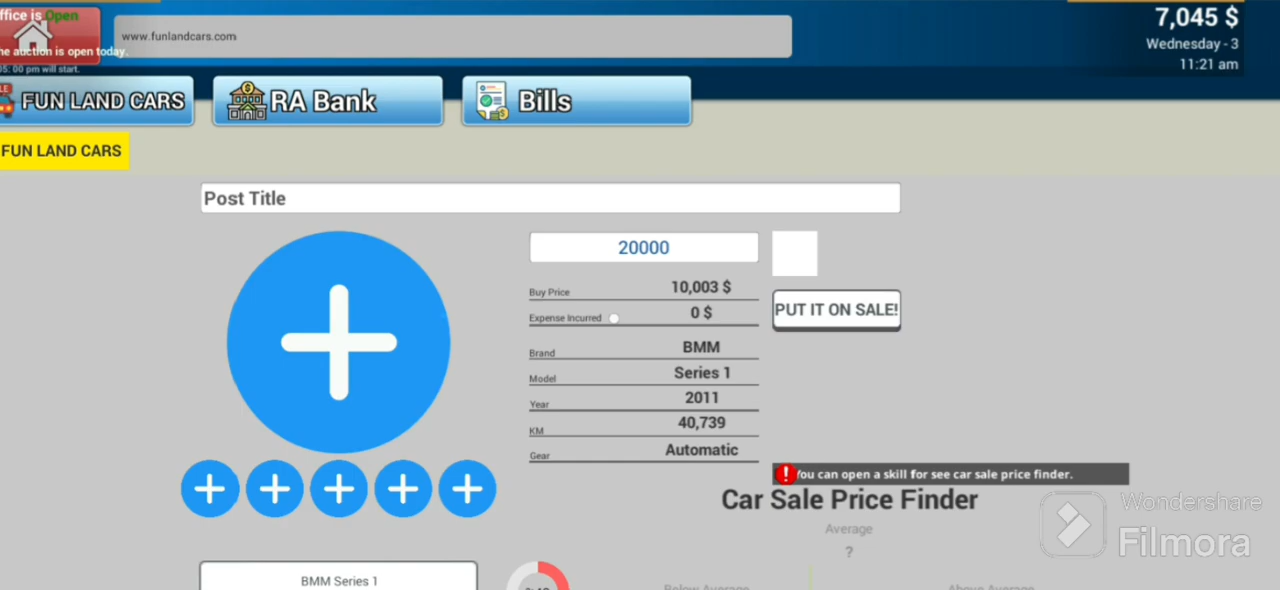 ffice is Open
he auction is open today.
05: 00 pm will start.
www.funlandcars.com
7,045 $
Wednesday - 3
11:21 am
FUN LAND CARS
RA Bank
Bills
FUN LAND CARS
Post Title
20000
Buy Price 10,003 $
Expense Incurred 0 $
PUT IT ON SALE!
Brand BMM
Model Series 1
Year 2011
KM 40,739
Gear Automatic
You can open a skill for see car sale price finder.
Car Sale Price Finder
Average
?
Wondershare
Filmora
BMM Series 1
Below Average
Above Average